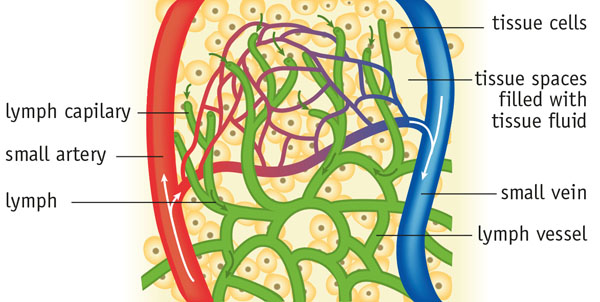 tissue cells
tissue spaces
filled with
tissue fluid
lymph capilary
small artery
lymph
small vein
lymph vessel